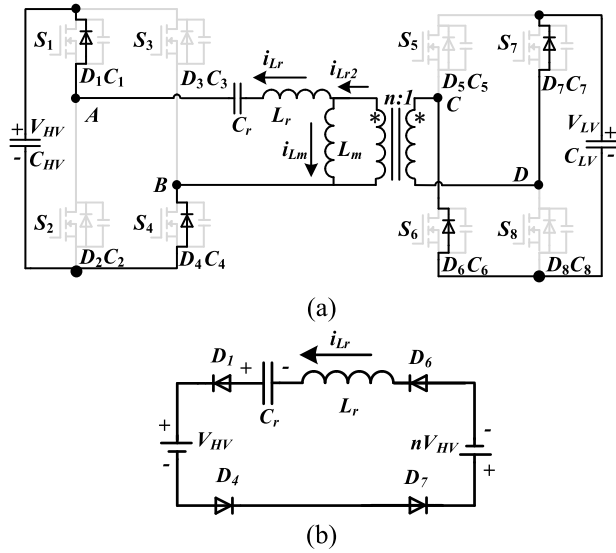 S1 S3 S5 S7
D1C1 D3C3 D5C5 D7C7
iLr iLr2 n:1
A Cr Lr * * C
+ VHV - CHV
iLm Lm
VLV + CLV -
B D
S2 S4 S6 S8
D2C2 D4C4 D6C6 D8C8
(a)
iLr
D1 + - D6
Cr Lr
+ VHV -
nVHV - +
D4 D7
(b)